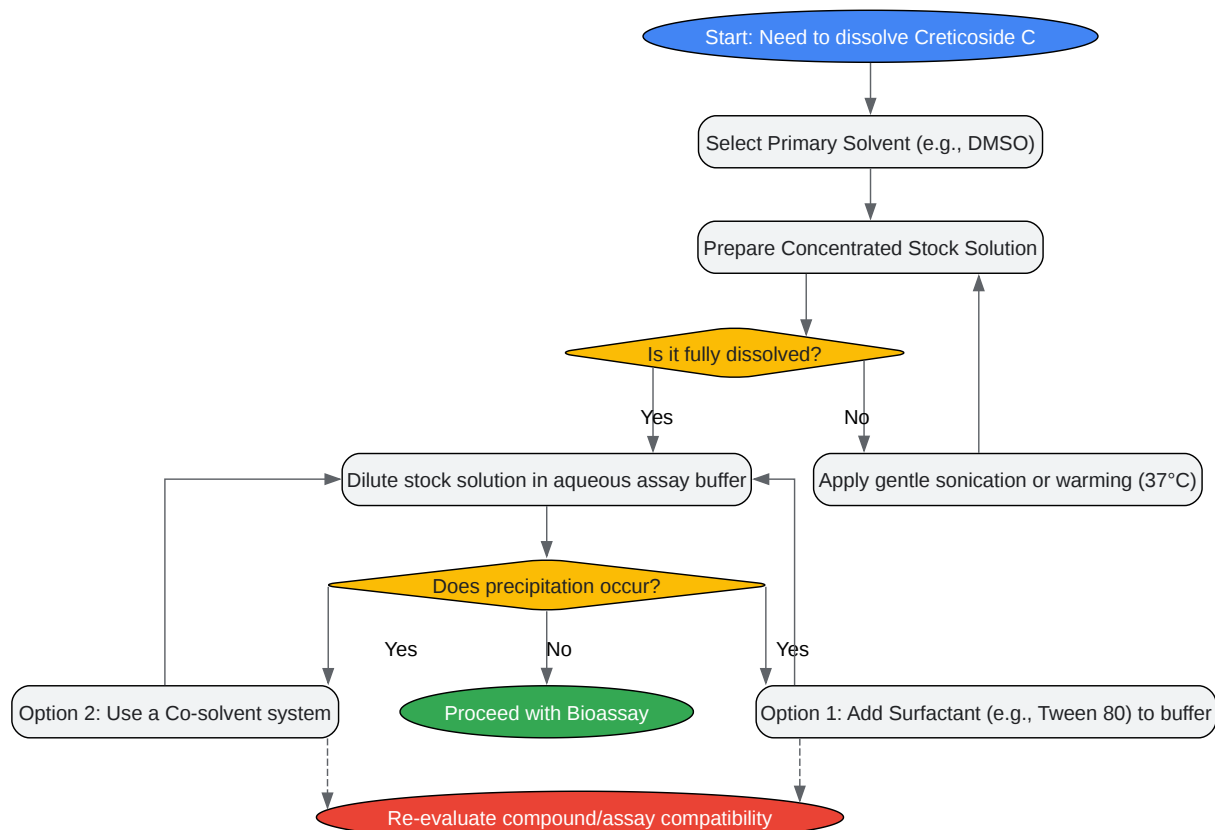 Start: Need to dissolve Creticoside C
Select Primary Solvent (e.g., DMSO)
Prepare Concentrated Stock Solution
Is it fully dissolved?
Yes
No
Dilute stock solution in aqueous assay buffer
Apply gentle sonication or warming (37°C)
Does precipitation occur?
Yes
No
Yes
Option 2: Use a Co-solvent system
Proceed with Bioassay
Option 1: Add Surfactant (e.g., Tween 80) to buffer
Re-evaluate compound/assay compatibility